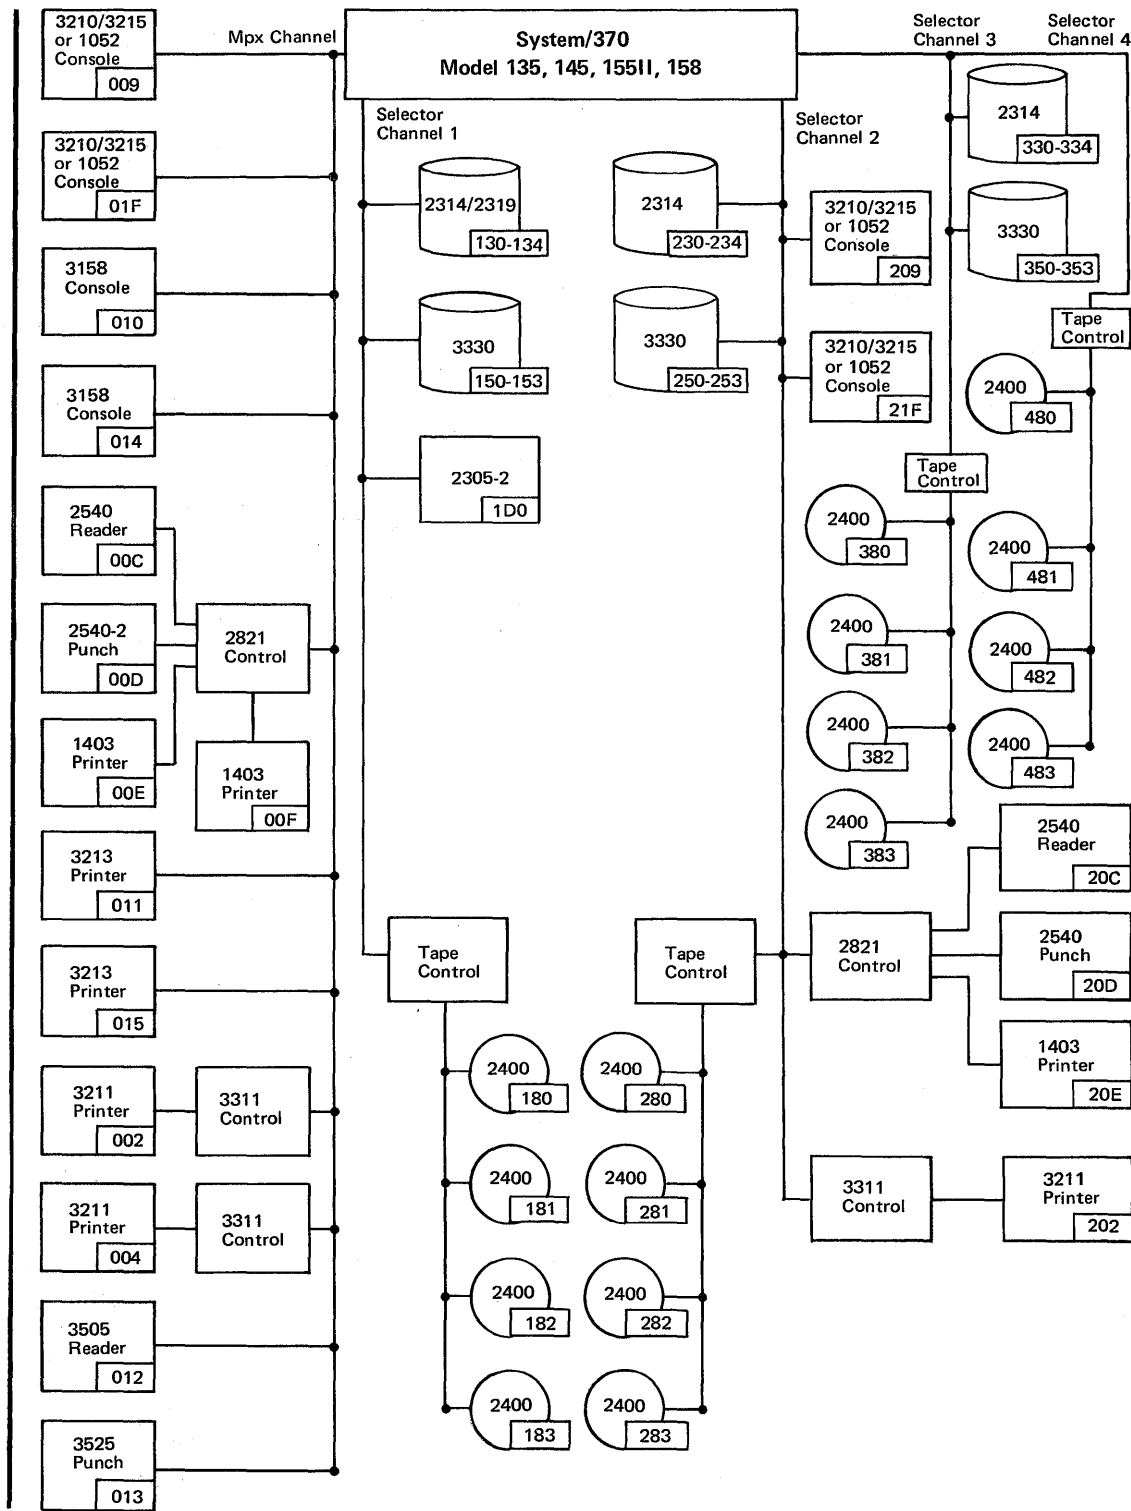 3210/3215
or 1052
Console
009
Mpx Channel
System/370
Model 135, 145, 155II, 158
Selector
Channel 3
Selector
Channel 4
3210/3215
or 1052
Console
01F
3158
Console
010
3158
Console
014
2540
Reader
00C
2540-2
Punch
00D
2821
Control
1403
Printer
00E
1403
Printer
00F
3213
Printer
011
3213
Printer
015
3211
Printer
002
3311
Control
3211
Printer
004
3311
Control
3505
Reader
012
3525
Punch
013
Selector
Channel 1
2314/2319
130-134
3330
150-153
2305-2
1D0
Tape
Control
2400
180
2400
181
2400
182
2400
183
Selector
Channel 2
2314
230-234
3330
250-253
3210/3215
or 1052
Console
209
3210/3215
or 1052
Console
21F
Tape
Control
2400
280
2400
281
2400
282
2400
283
2821
Control
2540
Reader
20C
2540
Punch
20D
1403
Printer
20E
3311
Control
3211
Printer
202
2314
330-334
3330
350-353
Tape
Control
2400
380
2400
381
2400
382
2400
383
Tape
Control
2400
480
2400
481
2400
482
2400
483